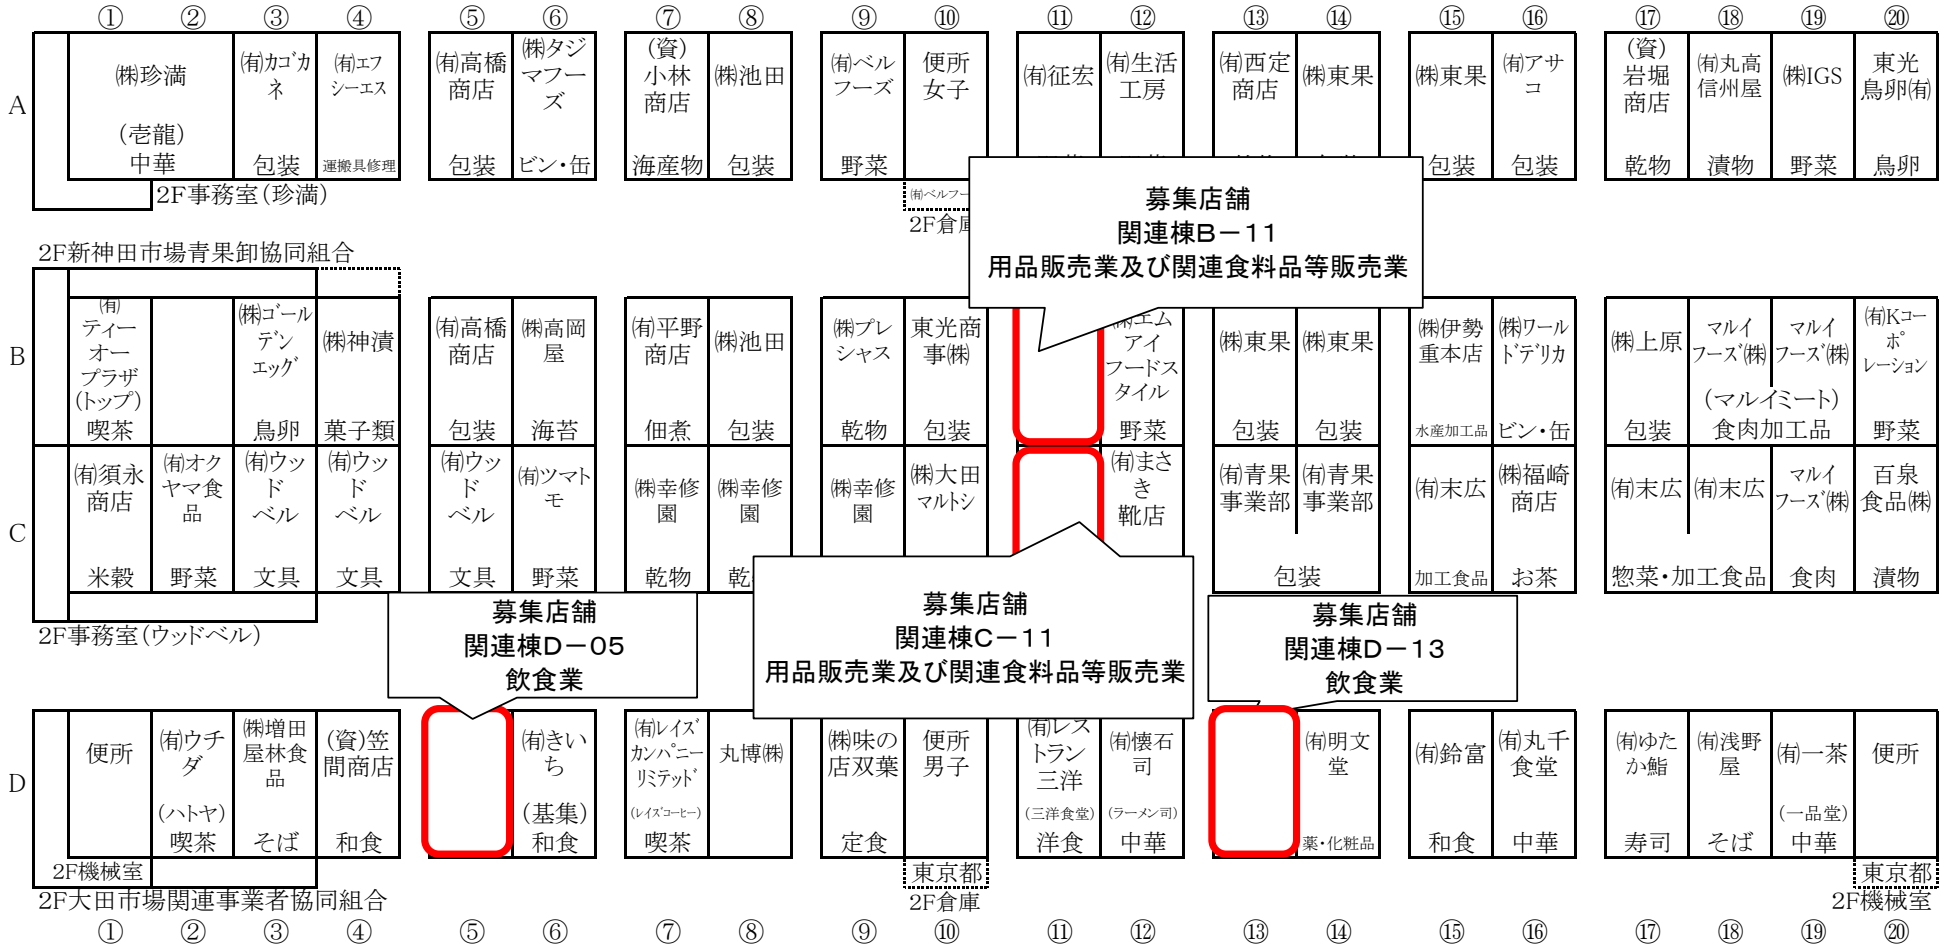 ① ② ③ ④ ⑤ ⑥ ⑦ ⑧ ⑨ ⑩ ⑪ ⑫ ⑬ ⑭ ⑮ ⑯ ⑰ ⑱ ⑲ ⑳
A
㈱珍満
(壱龍)
中華
㈲カゴカネ
包装
㈲エフ
シーエス
運搬具修理
㈲高橋
商店
包装
㈱タジ
マフー
ズ
ビン・缶
(資)
小林
商店
海産物
㈱池田
包装
㈲ベル
フーズ
野菜
便所
女子
㈲征宏
㈲生活
工房
㈲西定
商店
㈱東果
㈱東果
包装
㈲アサ
コ
包装
(資)
岩堀
商店
乾物
㈲丸高
信州屋
漬物
㈱IGS
野菜
東光
鳥卵㈲
鳥卵
2F事務室(珍満)
㈲ベルフー
2F倉庫
募集店舗
関連棟B-11
用品販売業及び関連食料品等販売業
2F新神田市場青果卸協同組合
B
㈲
ティー
オー
プラザ
(トップ)
喫茶
㈱ゴール
デン
エッグ
鳥卵
㈱神漬
菓子類
㈲高橋
商店
包装
㈱高岡
屋
海苔
㈲平野
商店
佃煮
㈱池田
包装
㈱プレ
シャス
乾物
東光商
事㈱
包装
㈱エム
アイ
フードス
タイル
野菜
㈱東果
包装
㈱東果
包装
㈱伊勢
重本店
水産加工品
㈱ワール
ドデリカ
ビン・缶
㈱上原
包装
マルイ
フーズ㈱
マルイ
フーズ㈱
(マルイミート)
食肉加工品
㈲Kコー
ポ
レーション
野菜
C
㈲須永
商店
米穀
㈲オク
ヤマ食
品
野菜
㈲ウッ
ド
ベル
文具
㈲ウッ
ド
ベル
文具
㈲ウッ
ド
ベル
文具
㈲ツマト
モ
野菜
㈱幸修
園
乾物
㈱幸修
園
乾
㈱幸修
園
㈱大田
マルトシ
㈲まさ
き
靴店
㈲青果
事業部
㈲青果
事業部
包装
㈲末広
加工食品
㈱福崎
商店
お茶
㈲末広
㈲末広
惣菜・加工食品
マルイ
フーズ㈱
食肉
百泉
食品㈱
漬物
2F事務室(ウッドベル)
募集店舗
関連棟D-05
飲食業
募集店舗
関連棟C-11
用品販売業及び関連食料品等販売業
募集店舗
関連棟D-13
飲食業
D
便所
㈲ウチ
ダ
(ハトヤ)
喫茶
㈱増田
屋林食
品
そば
(資)笠
間商店
和食
㈲きい
ち
(基集)
和食
㈲レイズ
カンパニー
リミテッド
(レイズコーヒー)
喫茶
丸博㈱
㈱味の
店双葉
定食
便所
男子
㈲レス
トラン
三洋
(三洋食堂)
洋食
㈲懐石
司
(ラーメン司)
中華
㈲明文
堂
薬・化粧品
㈲鈴富
和食
㈲丸千
食堂
中華
㈲ゆた
か鮨
寿司
㈲浅野
屋
そば
㈲一茶
(一品堂)
中華
便所
2F機械室
2F大田市場関連事業者協同組合
東京都
2F倉庫
東京都
2F機械室
① ② ③ ④ ⑤ ⑥ ⑦ ⑧ ⑨ ⑩ ⑪ ⑫ ⑬ ⑭ ⑮ ⑯ ⑰ ⑱ ⑲ ⑳